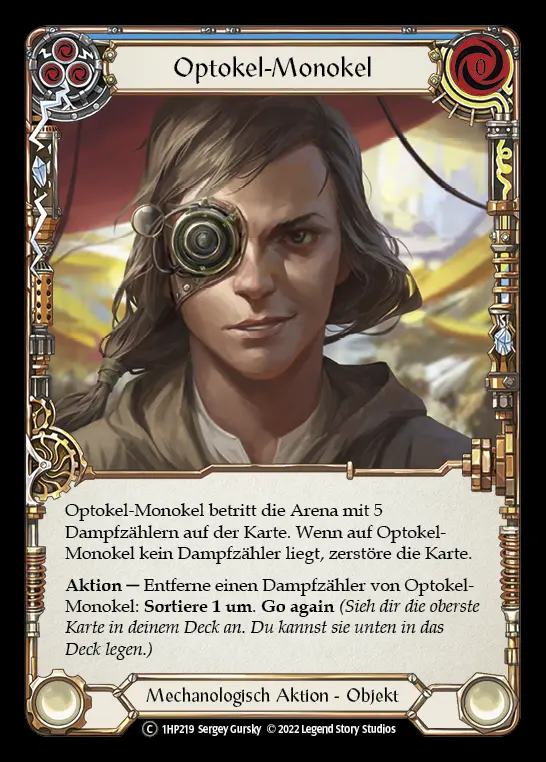 0
Optokel-Monokel
Optokel-Monokel betritt die Arena mit 5
Dampfzählern auf der Karte. Wenn auf Optokel-
Monokel kein Dampfzähler liegt, zerstöre die Karte.
Aktion — Entferne einen Dampfzähler von Optokel-
Monokel: Sortiere 1 um. Go again (Sieh dir die oberste
Karte in deinem Deck an. Du kannst sie unten in das
Deck legen.)
Mechanologisch Aktion - Objekt
C 1HP219 Sergey Gursky © 2022 Legend Story Studios